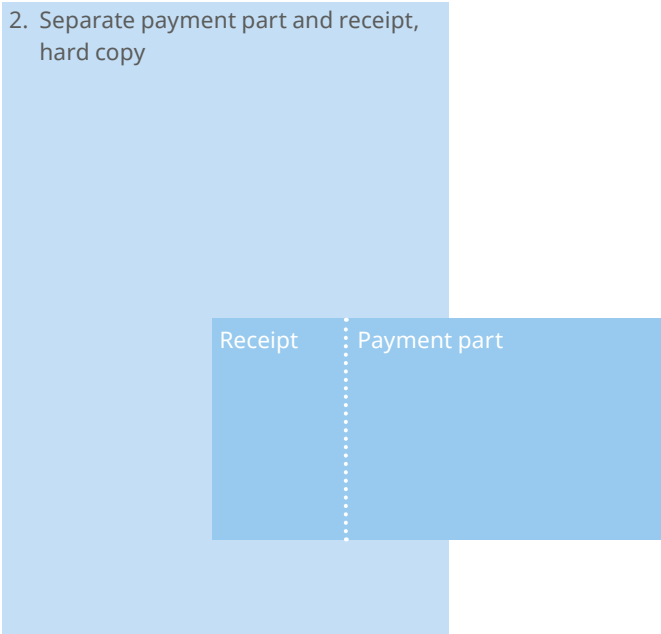 2. Separate payment part and receipt,
hard copy
Receipt
Payment part